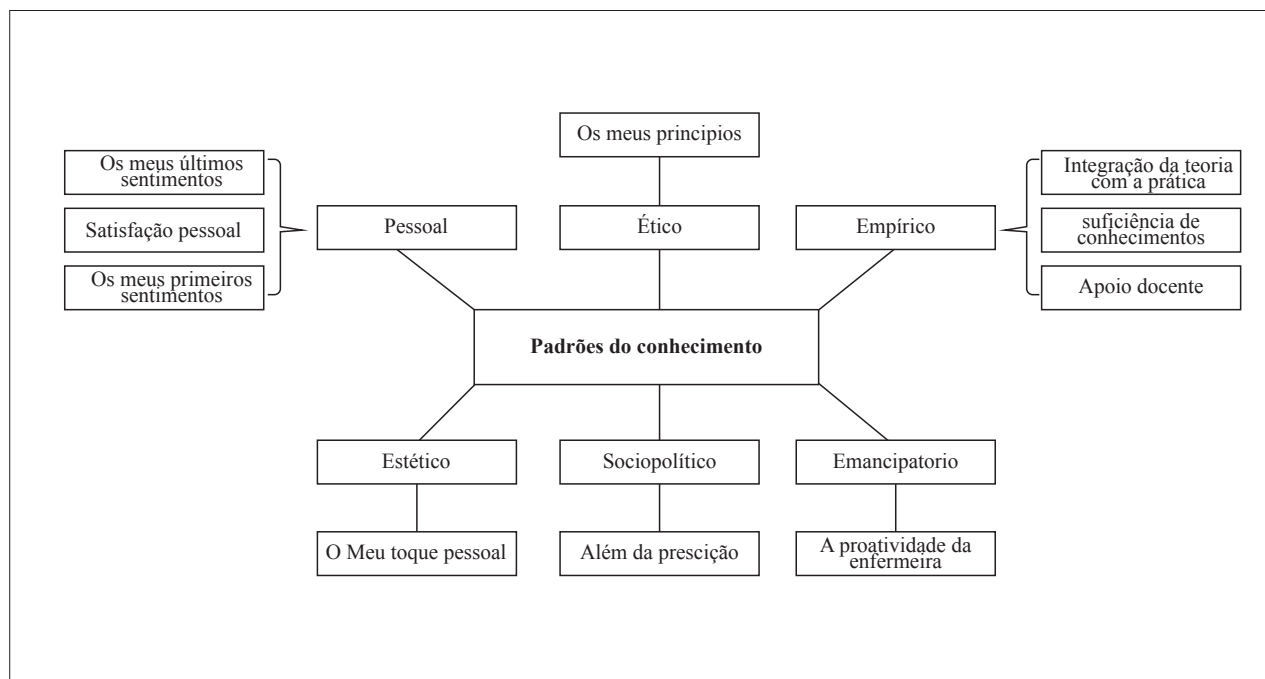 Os meus principios
Os meus últimos
sentimentos
Satisfação pessoal
Os meus primeiros
sentimentos
Pessoal
Ético
Empírico
Integração da teoria
com a prática
suficiência de
conhecimentos
Apoio docente
Padrões do conhecimento
Estético
Sociopolítico
Emancipatorio
O Meu toque pessoal
Além da prescição
A proatividade da
enfermeira